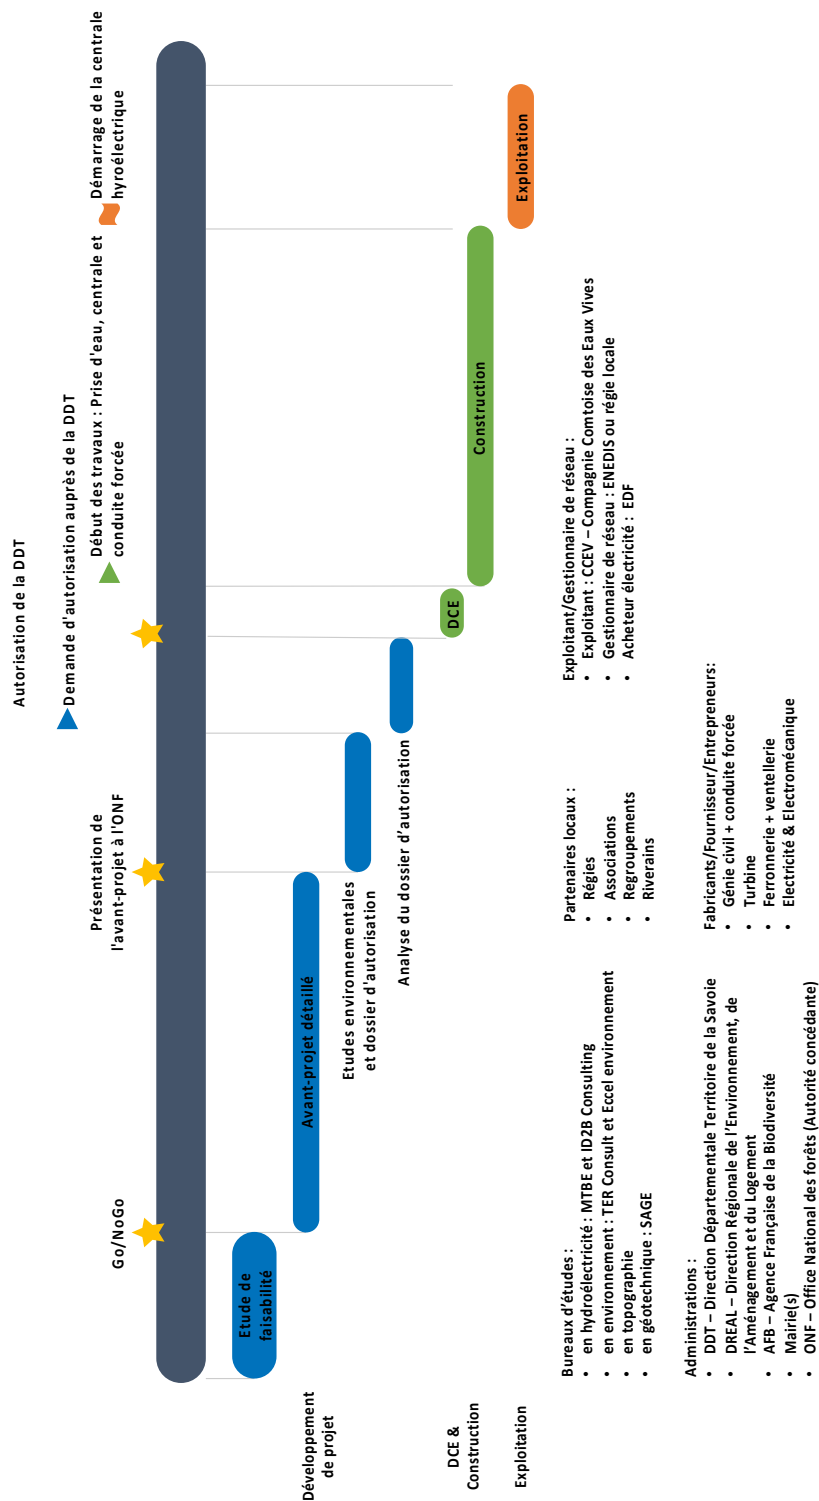 Autorisation de la DDT
Demande d'autorisation auprès de la DDT
Go/NoGo
Présentation de
l'avant-projet à l'ONF
Début des travaux : Prise d'eau, centrale et
conduite forcée
Démarrage de la centrale
hyroélectrique
Développement
de projet
Etude de
faisabilité
Avant-projet détaillé
Etudes environnementales
et dossier d'autorisation
Analyse du dossier d'autorisation
DCE &
Construction
DCE
Construction
Exploitation
Exploitation
Bureaux d'études :
• en hydroélectricité : MTBE et ID2B Consulting
• en environnement : TER Consult et Eccel environnement
• en topographie
• en géotechnique : SAGE
Partenaires locaux :
• Régies
• Associations
• Regroupements
• Riverains
Exploitant/Gestionnaire de réseau :
• Exploitant : CCEV – Compagnie Comtoise des Eaux Vives
• Gestionnaire de réseau : ENEDIS ou régie locale
• Acheteur électricité : EDF
Administrations :
• DDT – Direction Départementale Territoire de la Savoie
• DREAL – Direction Régionale de l'Environnement, de
l'Aménagement et du Logement
• AFB – Agence Française de la Biodiversité
• Mairie(s)
• ONF – Office National des forêts (Autorité concédante)
Fabricants/Fournisseur/Entrepreneurs:
• Génie civil + conduite forcée
• Turbine
• Ferronnerie + ventellerie
• Electricité & Electromécanique